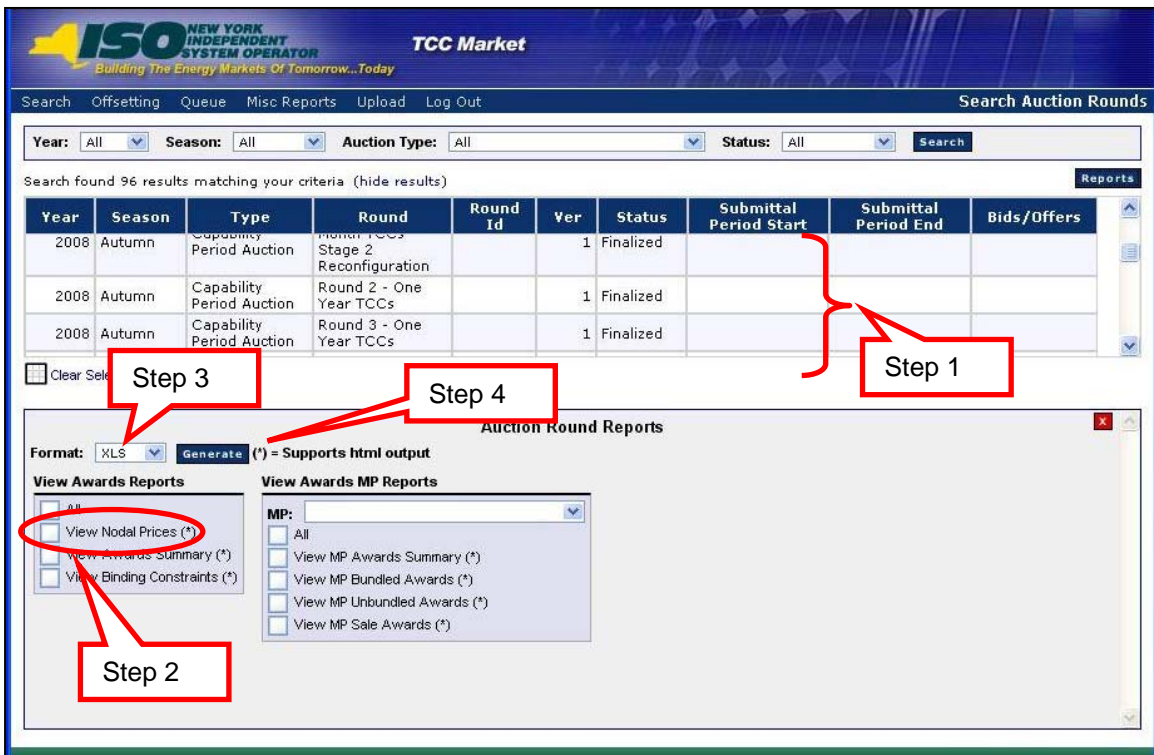 NEW YORK
ISO INDEPENDENT
SYSTEM OPERATOR
Building The Energy Markets Of Tomorrow...Today
TCC Market
Search Offsetting Queue Misc Reports Upload Log Out Search Auction Rounds
Year: All Season: All Auction Type: All Status: All Search
Search found 96 results matching your criteria (hide results) Reports
Year Season Type Round Round Id Ver Status Submittal Period Start Submittal Period End Bids/Offers
2008 Autumn Capability Period Auction Month TCCs Stage 2 Reconfiguration 1 Finalized
2008 Autumn Capability Period Auction Round 2 - One Year TCCs 1 Finalized
2008 Autumn Capability Period Auction Round 3 - One Year TCCs 1 Finalized
Step 1
Clear
Step 3
Step 4
Auction Round Reports X
Format: XLS Generate (*) = Supports html output
View Awards Reports
All
View Nodal Prices (*)
View Awards Summary (*)
View Binding Constraints (*)
View Awards MP Reports
MP:
All
View MP Awards Summary (*)
View MP Bundled Awards (*)
View MP Unbundled Awards (*)
View MP Sale Awards (*)
Step 2